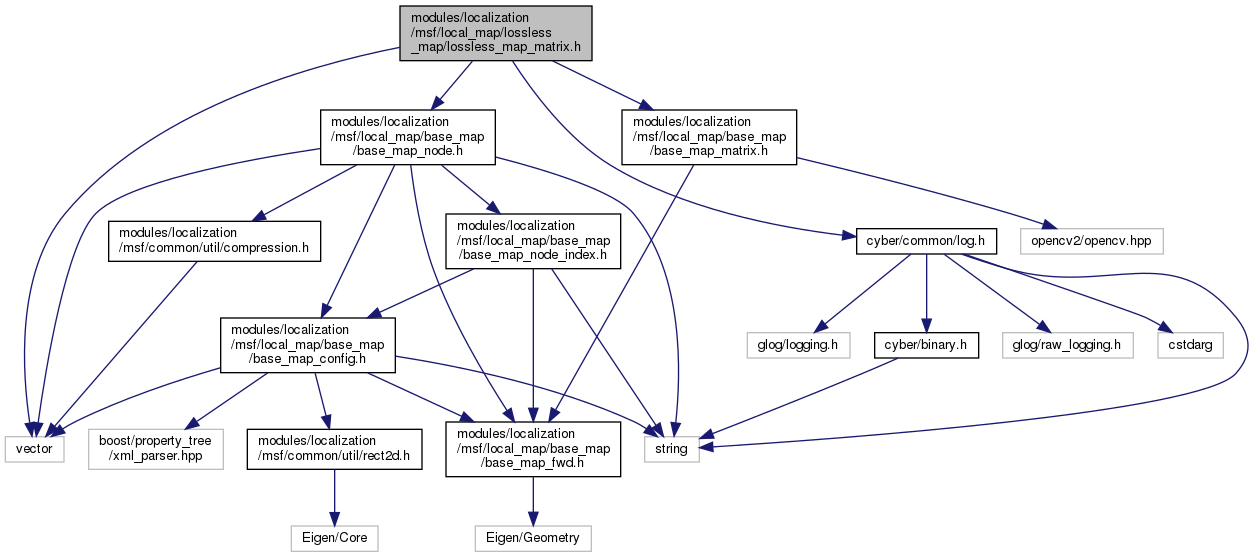 modules/localization
/msf/local_map/lossless
_map/lossless_map_matrix.h
modules/localization
/msf/local_map/base_map
/base_map_node.h
modules/localization
/msf/local_map/base_map
/base_map_matrix.h
modules/localization
/msf/common/util/compression.h
modules/localization
/msf/local_map/base_map
/base_map_node_index.h
cyber/common/log.h
opencv2/opencv.hpp
modules/localization
/msf/local_map/base_map
/base_map_config.h
glog/logging.h
cyber/binary.h
glog/raw_logging.h
cstdarg
vector
boost/property_tree
/xml_parser.hpp
modules/localization
/msf/common/util/rect2d.h
modules/localization
/msf/local_map/base_map
/base_map_fwd.h
string
Eigen/Core
Eigen/Geometry